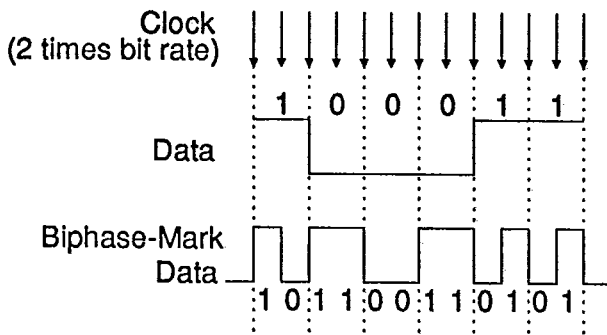 Clock
(2 times bit rate)
1 0 0 0 1 1
Data
Biphase-Mark
Data
1 0 1 1 0 0 1 1 0 1 0 1